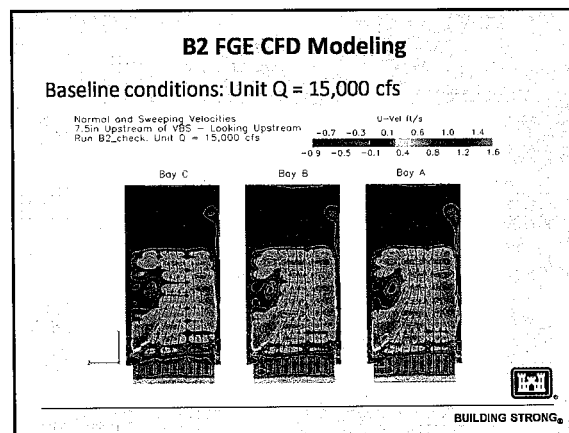 B2 FGE CFD Modeling
Baseline conditions: Unit Q = 15,000 cfs
Normal and Sweeping Velocities
7.5in Upstream of VBS – Looking Upstream
Run B2_check. Unit Q = 15,000 cfs
U-Vel ft/s
-0.7 -0.3 0.1 0.6 1.0 1.4
-0.9 -0.5 -0.1 0.4 0.8 1.2 1.6
Bay C Bay B Bay A
BUILDING STRONG®